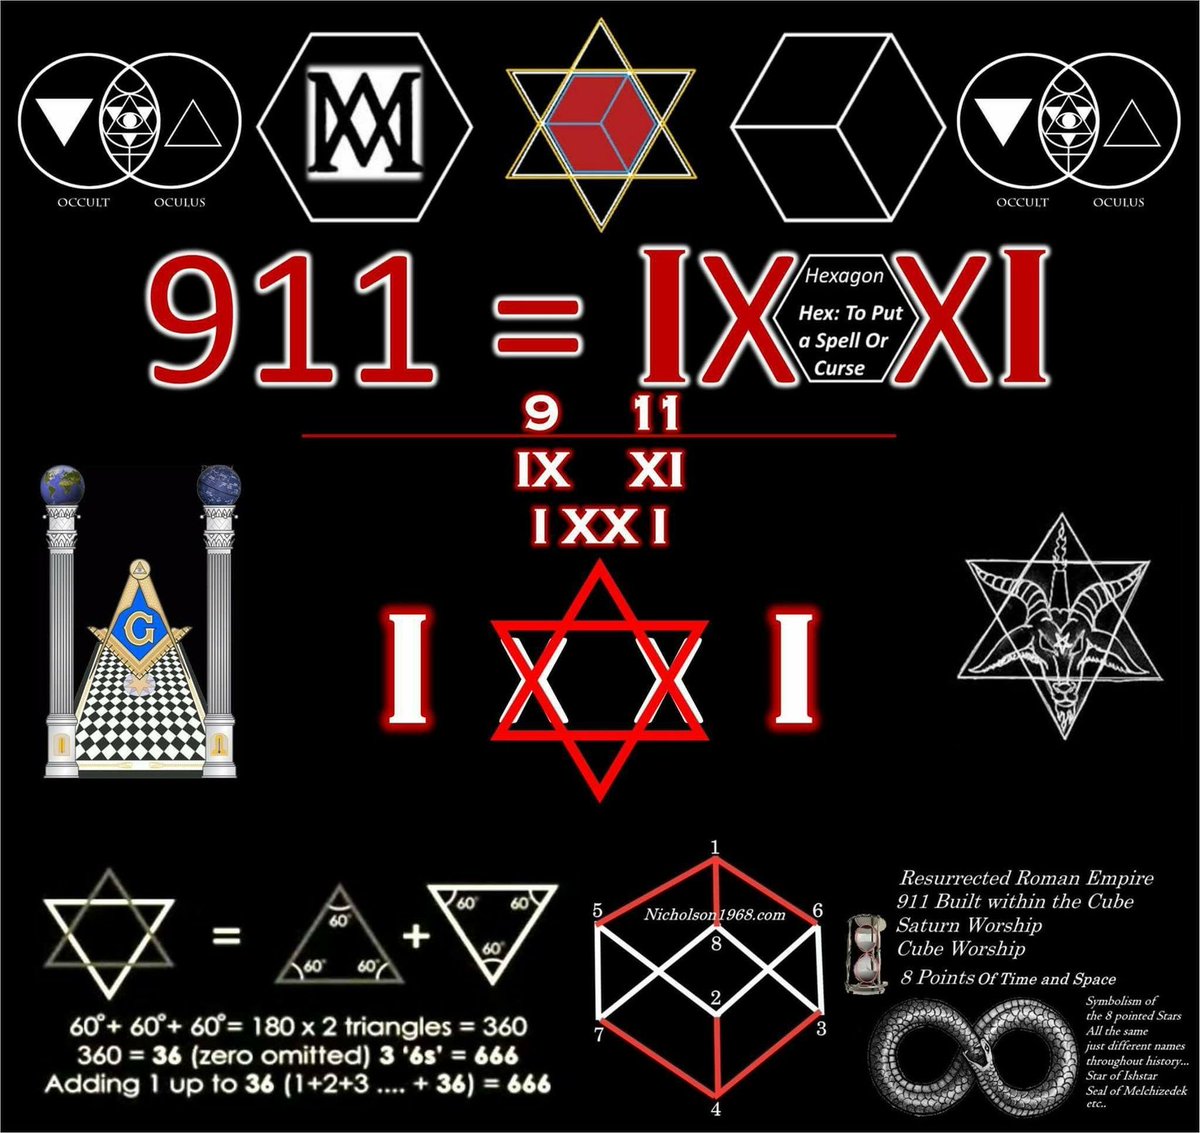 OCCULT OCULUS
AM
OCCULT OCULUS
911 = IX XI
Hexagon
Hex: To Put
a Spell Or
Curse
9 11
IX XI
I XX I
I I
G
60°
60° 60°
60° 60°
60°
= +
60°+ 60°+ 60°= 180 x 2 triangles = 360
360 = 36 (zero omitted) 3 '6s' = 666
Adding 1 up to 36 (1+2+3 .... + 36) = 666
1
5 6
Nicholson1968.com
8
2
7 3
4
Resurrected Roman Empire
911 Built within the Cube
Saturn Worship
Cube Worship
8 Points Of Time and Space
Symbolism of
the 8 pointed Stars
All the same
just different names
throughout history...
Star of Ishstar
Seal of Melchizedek
etc..